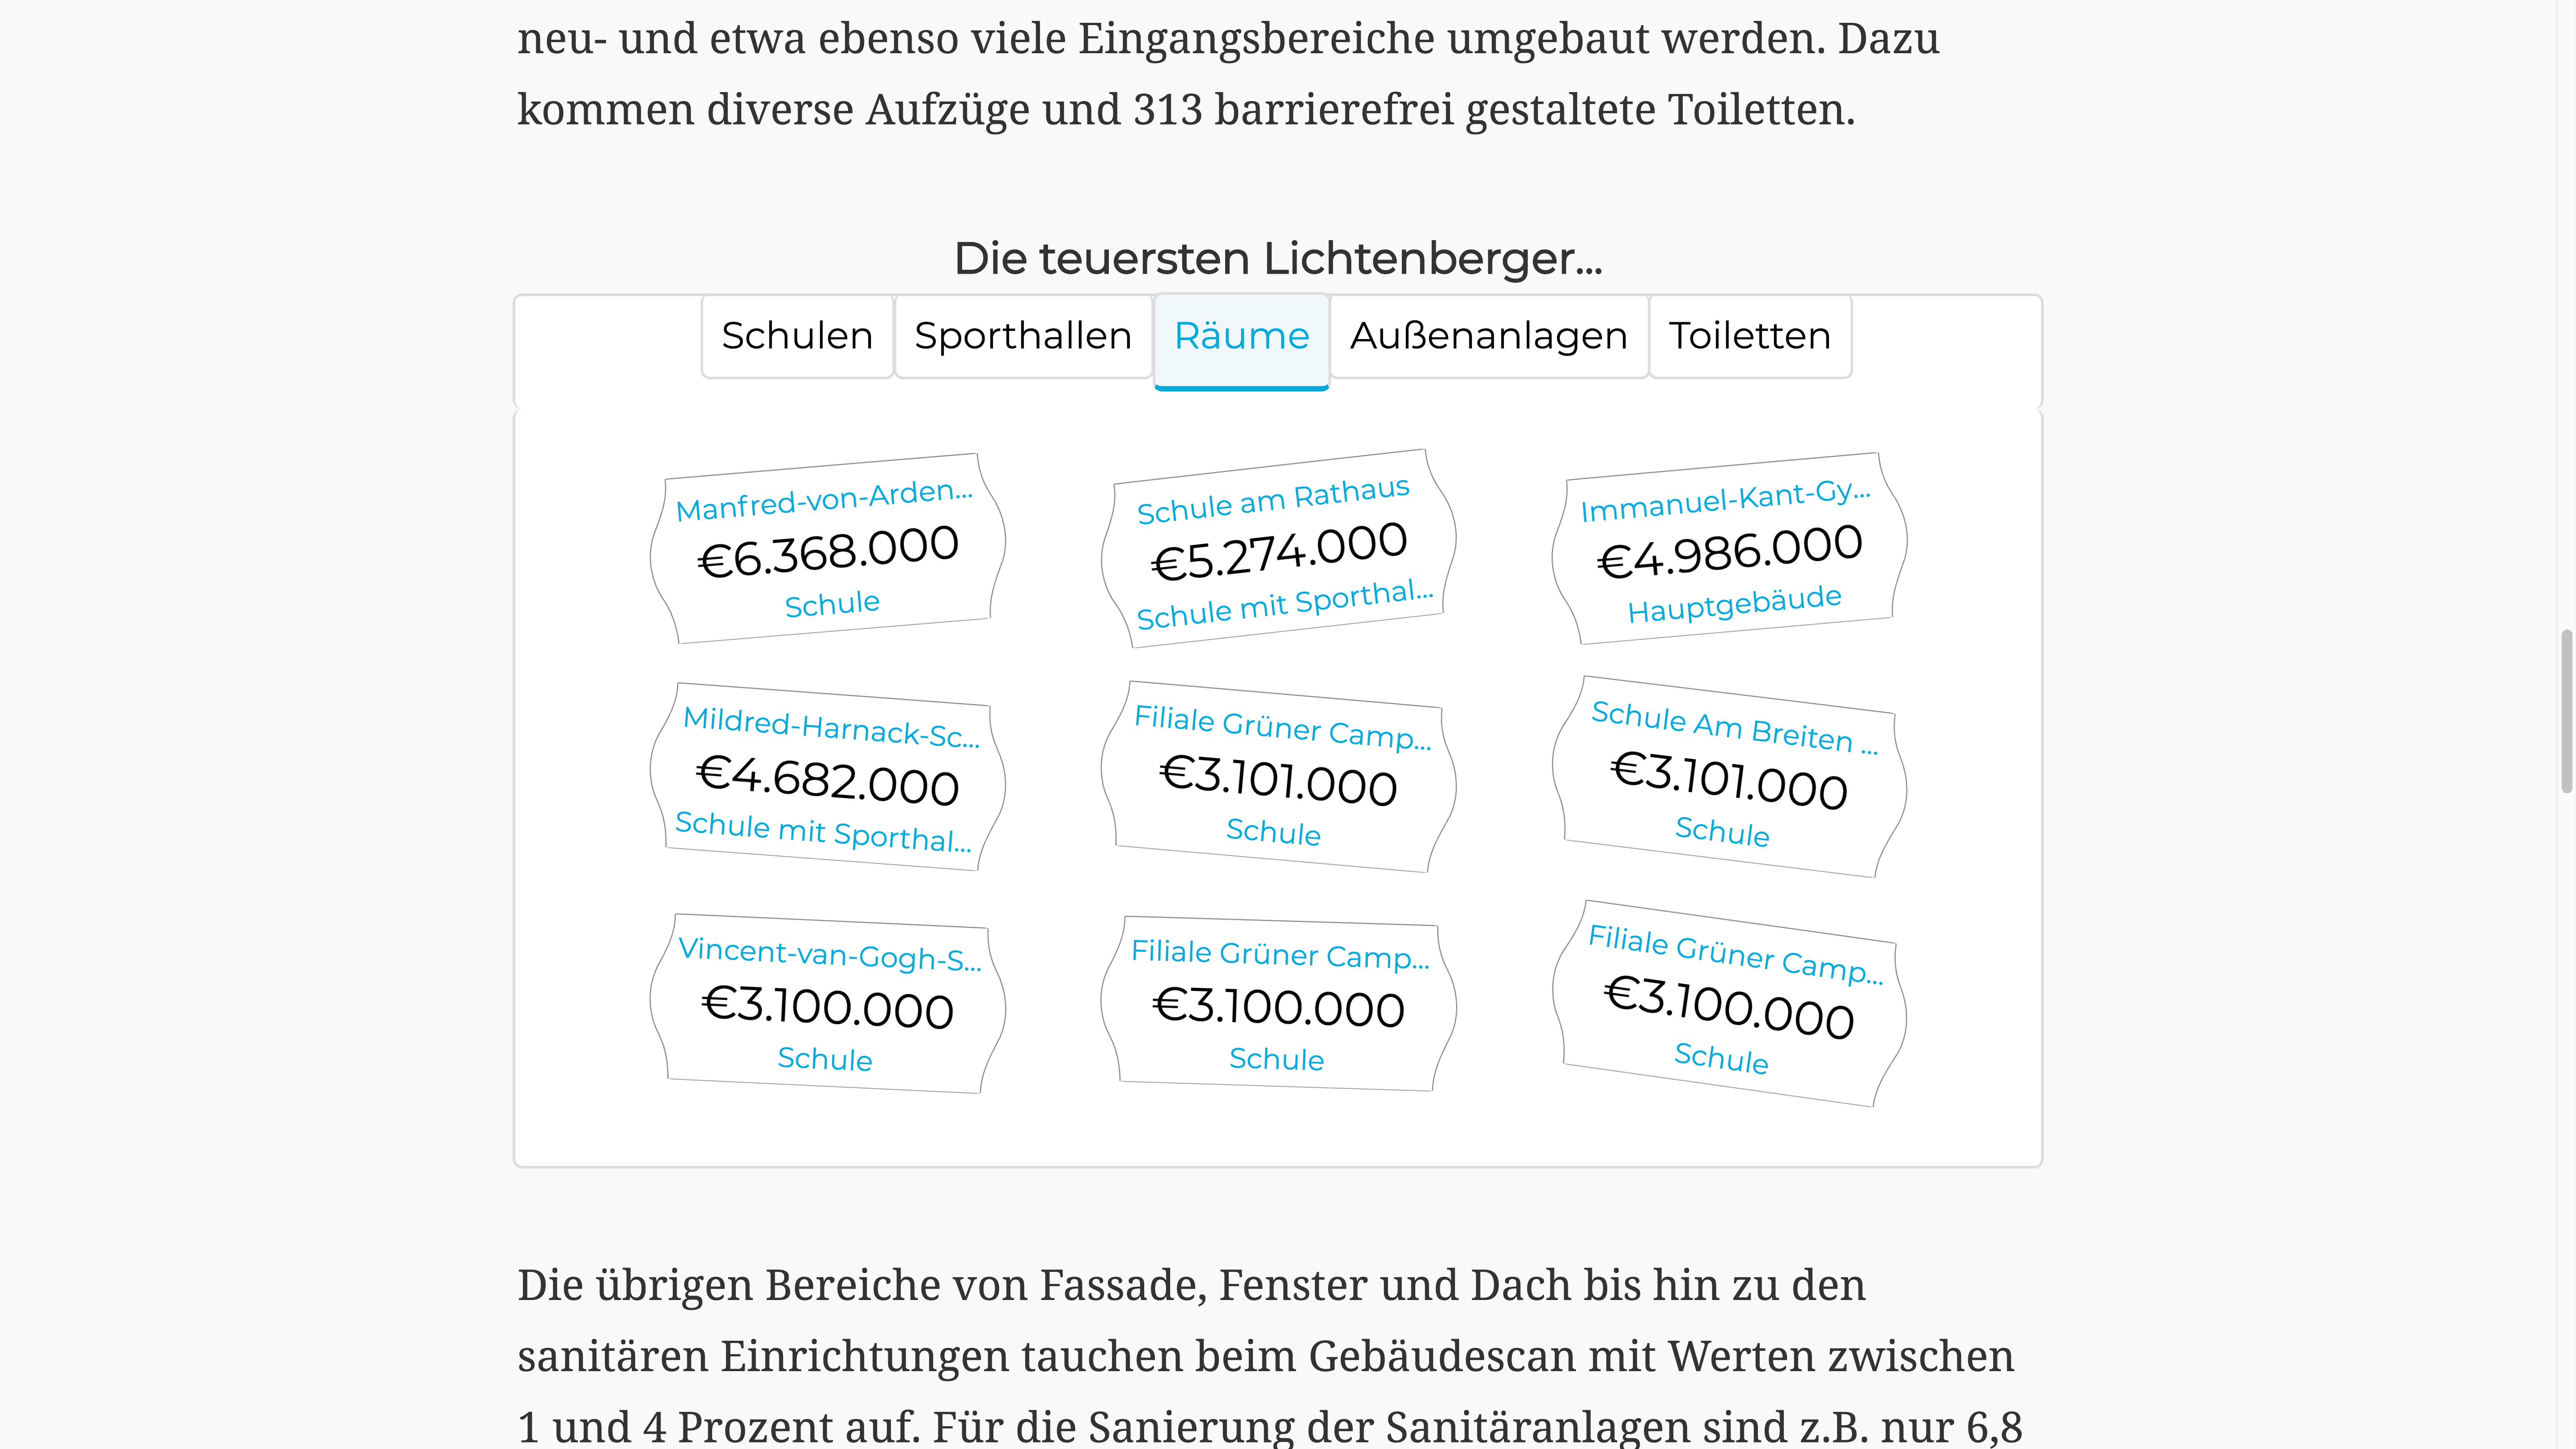 neu- und etwa ebenso viele Eingangsbereiche umgebaut werden. Dazu
kommen diverse Aufzüge und 313 barrierefrei gestaltete Toiletten.
Die teuersten Lichtenberger...
Schulen
Sporthallen
Räume
Außenanlagen
Toiletten
Manfred-von-Arden...
€6.368.000
Schule
Schule am Rathaus
€5.274.000
Schule mit Sporthal...
Immanuel-Kant-Gy...
€4.986.000
Hauptgebäude
Mildred-Harnack-Sc...
€4.682.000
Schule mit Sporthal...
Filiale Grüner Camp...
€3.101.000
Schule
Schule Am Breiten ...
€3.101.000
Schule
Vincent-van-Gogh-S...
€3.100.000
Schule
Filiale Grüner Camp...
€3.100.000
Schule
Filiale Grüner Camp...
€3.100.000
Schule
Die übrigen Bereiche von Fassade, Fenster und Dach bis hin zu den
sanitären Einrichtungen tauchen beim Gebäudescan mit Werten zwischen
1 und 4 Prozent auf. Für die Sanierung der Sanitäranlagen sind z.B. nur 6,8